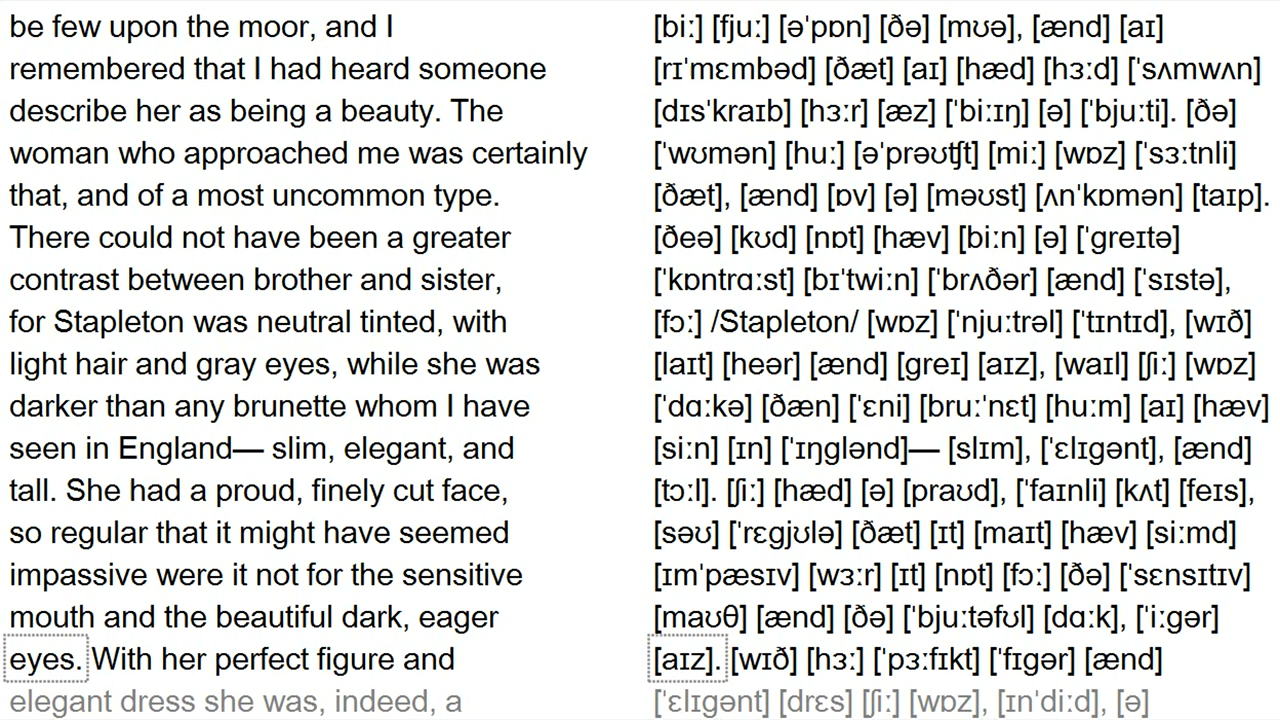 be few upon the moor, and I
remembered that I had heard someone
describe her as being a beauty. The
woman who approached me was certainly
that, and of a most uncommon type.
There could not have been a greater
contrast between brother and sister,
for Stapleton was neutral tinted, with
light hair and gray eyes, while she was
darker than any brunette whom I have
seen in England— slim, elegant, and
tall. She had a proud, finely cut face,
so regular that it might have seemed
impassive were it not for the sensitive
mouth and the beautiful dark, eager
eyes. With her perfect figure and
elegant dress she was, indeed, a
[biː] [fjuː] [əˈpɒn] [ðə] [mʊə], [ænd] [aɪ]
[rɪˈmɛmbəd] [ðæt] [aɪ] [hæd] [hɜːd] [ˈsʌmwʌn]
[dɪsˈkraɪb] [hɜːr] [æz] [ˈbiːɪŋ] [ə] [ˈbjuːti]. [ðə]
[ˈwʊmən] [huː] [əˈprəʊʧt] [miː] [wɒz] [ˈsɜːtnli]
[ðæt], [ænd] [ɒv] [ə] [məʊst] [ʌnˈkɒmən] [taɪp].
[ðeə] [kʊd] [nɒt] [hæv] [biːn] [ə] [ˈgreɪtə]
[ˈkɒntrɑːst] [bɪˈtwiːn] [ˈbrʌðər] [ænd] [ˈsɪstə],
[fɔː] /Stapleton/ [wɒz] [ˈnjuːtrəl] [ˈtɪntɪd], [wɪð]
[laɪt] [heər] [ænd] [greɪ] [aɪz], [waɪl] [ʃiː] [wɒz]
[ˈdɑːkə] [ðæn] [ˈɛni] [bruːˈnɛt] [huːm] [aɪ] [hæv]
[siːn] [ɪn] [ˈɪŋglənd]— [slɪm], [ˈɛlɪgənt], [ænd]
[tɔːl]. [ʃiː] [hæd] [ə] [praʊd], [ˈfaɪnli] [kʌt] [feɪs],
[səʊ] [ˈrɛgjʊlə] [ðæt] [ɪt] [maɪt] [hæv] [siːmd]
[ɪmˈpæsɪv] [wɜːr] [ɪt] [nɒt] [fɔː] [ðə] [ˈsɛnsɪtɪv]
[maʊθ] [ænd] [ðə] [ˈbjuːtəfʊl] [dɑːk], [ˈiːgər]
[aɪz]. [wɪð] [hɜː] [ˈpɜːfɪkt] [ˈfɪgər] [ænd]
[ˈɛlɪgənt] [drɛs] [ʃiː] [wɒz], [ɪnˈdiːd], [ə]